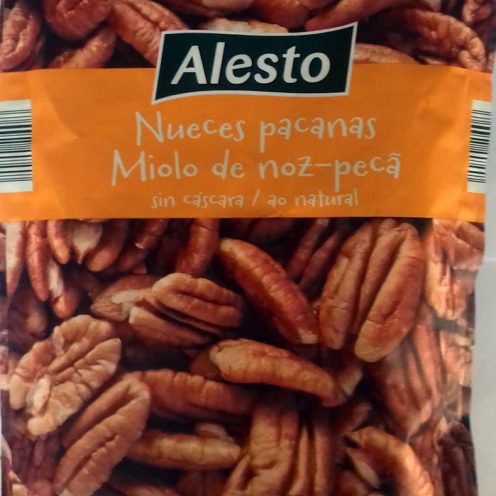 Alesto
Nueces pacanas
Miolo de noz-pecã
sin cáscara / ao natural